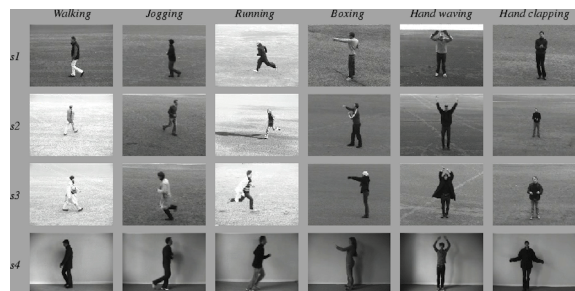 Walking Jogging Running Boxing Hand waving Hand clapping
s1
s2
s3
s4